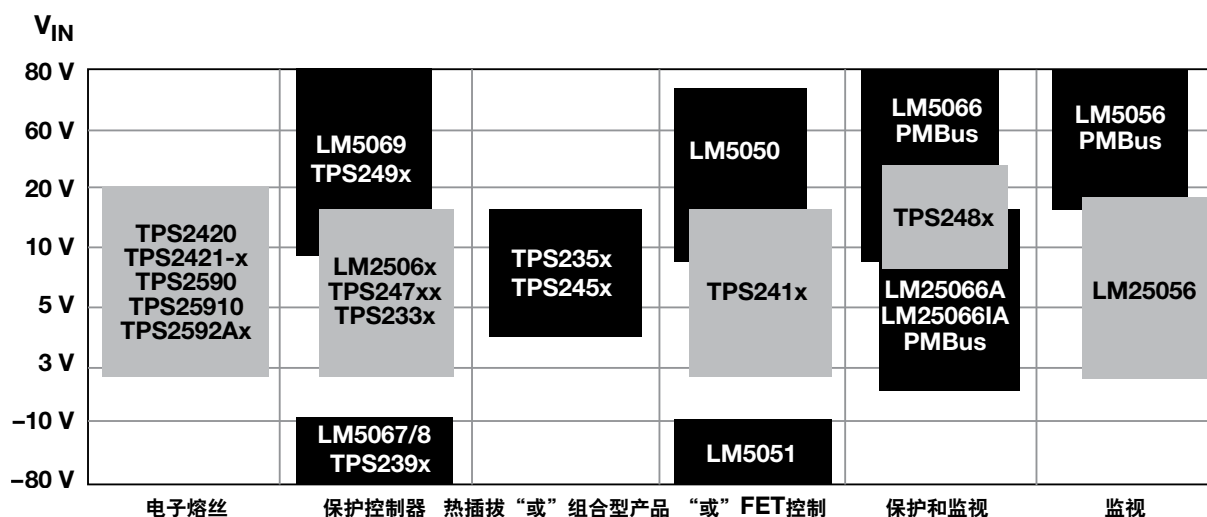 VIN
80 V
60 V
20 V
10 V
5 V
3 V
–10 V
–80 V
TPS2420
TPS2421-x
TPS2590
TPS25910
TPS2592Ax
LM5069
TPS249x
LM2506x
TPS247xx
TPS233x
LM5067/8
TPS239x
TPS235x
TPS245x
LM5050
TPS241x
LM5051
LM5066
PMBus
TPS248x
LM25066A
LM25066IA
PMBus
LM5056
PMBus
LM25056
电子熔丝
保护控制器
热插拔“或”组合型产品
“或”FET控制
保护和监视
监视